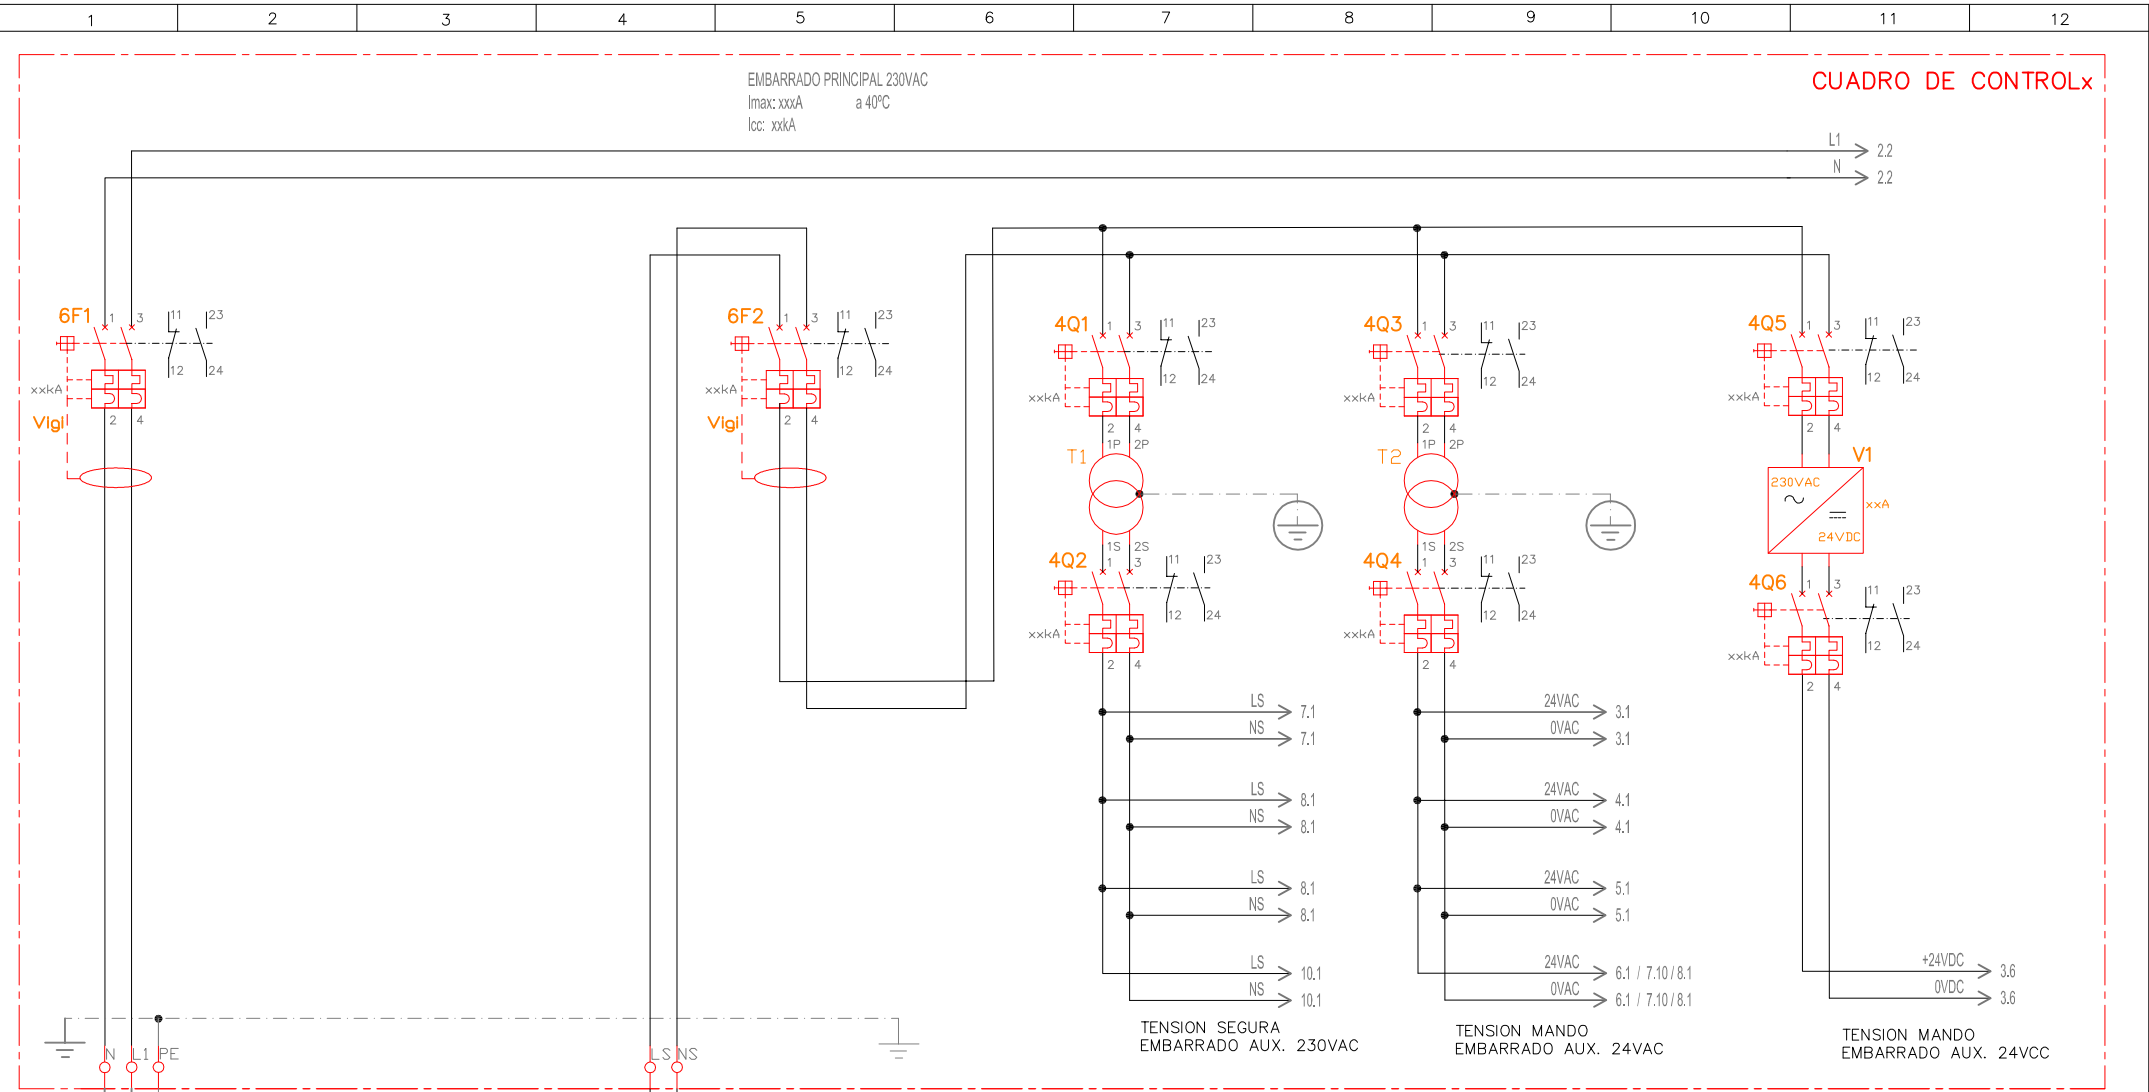 1 2 3 4 5 6 7 8 9 10 11 12
EMBARRADO PRINCIPAL 230VAC
Imax: xxxA a 40ºC
Icc: xxkA
CUADRO DE CONTROLx
L1 2.2
N 2.2
6F1 1 3 11 23
12 24
xxkA
Vigi 2 4
6F2 1 3 11 23
12 24
xxkA
Vigi 2 4
4Q1 1 3 11 23
12 24
xxkA
2 4
1P 2P
T1
1S 2S
4Q2 1 3 11 23
12 24
xxkA
2 4
4Q3 1 3 11 23
12 24
xxkA
2 4
1P 2P
T2
1S 2S
4Q4 1 3 11 23
12 24
xxkA
2 4
4Q5 1 3 11 23
12 24
xxkA
2 4
V1
230VAC
xxA
24VDC
4Q6 1 3 11 23
12 24
xxkA
2 4
LS 7.1
NS 7.1
LS 8.1
NS 8.1
LS 8.1
NS 8.1
LS 10.1
NS 10.1
24VAC 3.1
0VAC 3.1
24VAC 4.1
0VAC 4.1
24VAC 5.1
0VAC 5.1
24VAC 6.1 / 7.10 / 8.1
0VAC 6.1 / 7.10 / 8.1
+24VDC 3.6
0VDC 3.6
TENSION SEGURA
EMBARRADO AUX. 230VAC
TENSION MANDO
EMBARRADO AUX. 24VAC
TENSION MANDO
EMBARRADO AUX. 24VCC
N L1 PE
LS NS